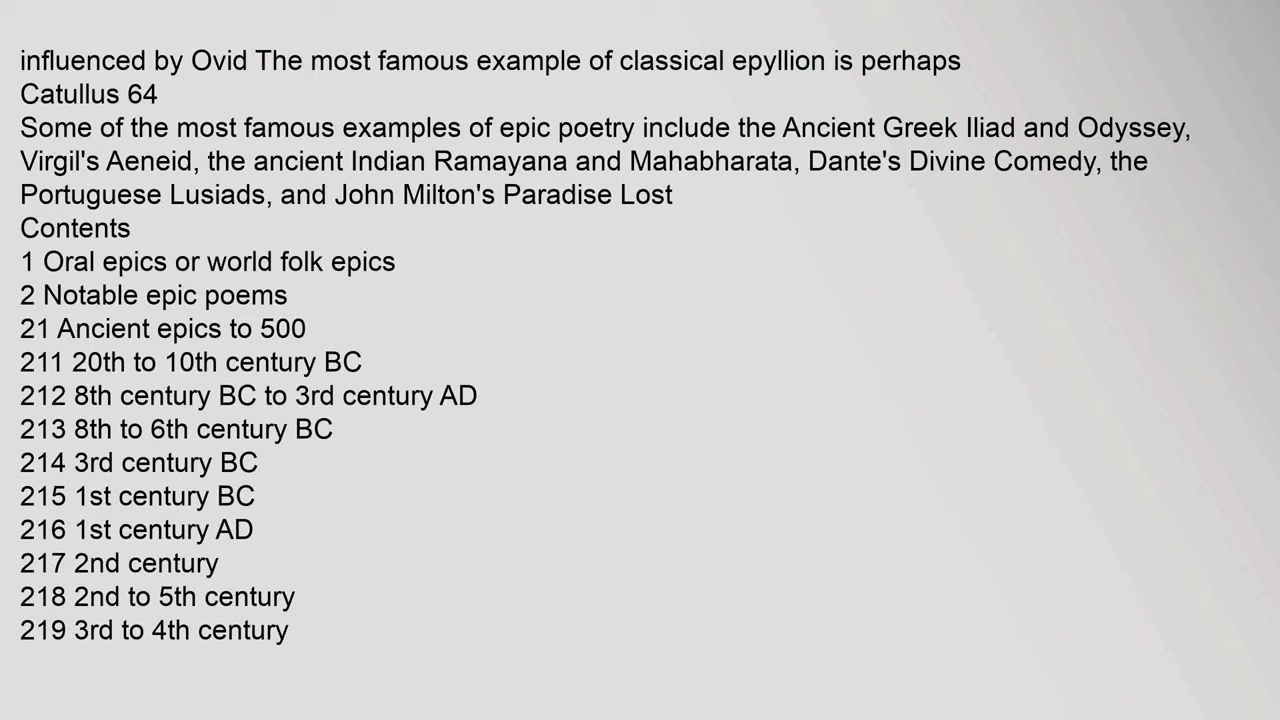 influenced by Ovid The most famous example of classical epyllion is perhaps
Catullus 64
Some of the most famous examples of epic poetry include the Ancient Greek Iliad and Odyssey,
Virgil's Aeneid, the ancient Indian Ramayana and Mahabharata, Dante's Divine Comedy, the
Portuguese Lusiads, and John Milton's Paradise Lost
Contents
1 Oral epics or world folk epics
2 Notable epic poems
21 Ancient epics to 500
211 20th to 10th century BC
212 8th century BC to 3rd century AD
213 8th to 6th century BC
214 3rd century BC
215 1st century BC
216 1st century AD
217 2nd century
218 2nd to 5th century
219 3rd to 4th century